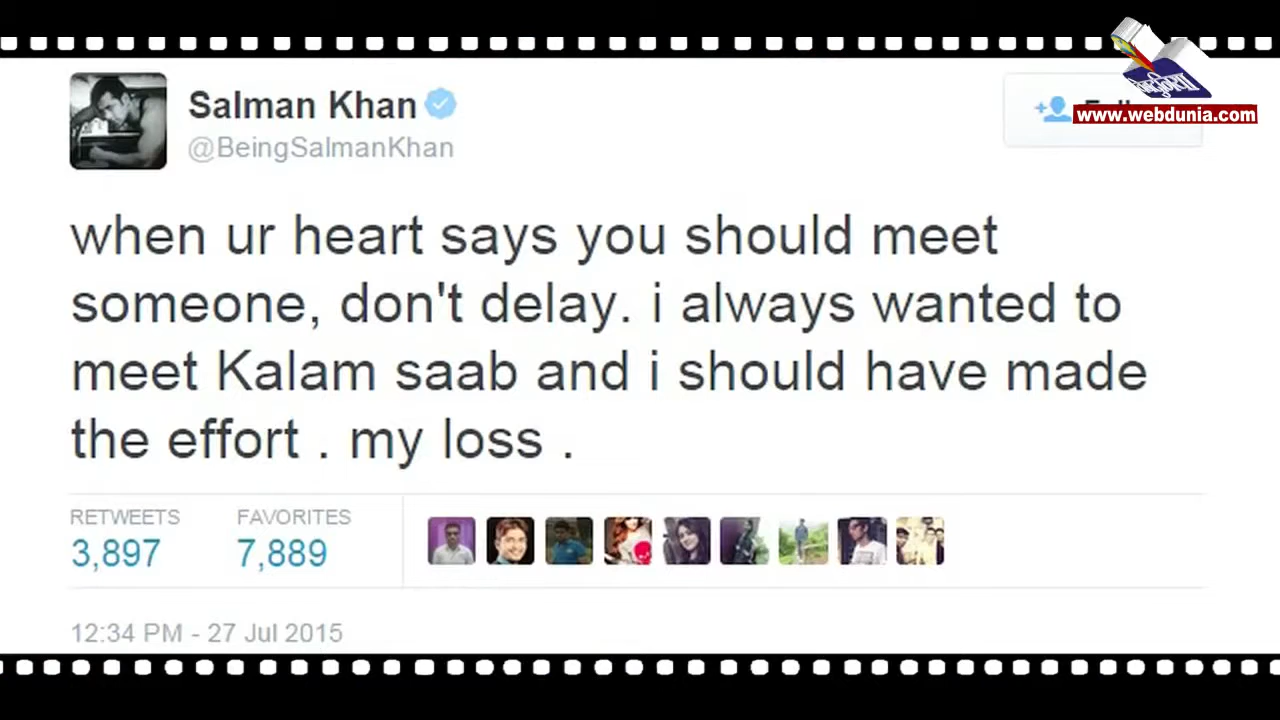 Salman Khan
@BeingSalmanKhan
www.webdunia.com
when ur heart says you should meet
someone, don't delay. i always wanted to
meet Kalam saab and i should have made
the effort . my loss .
RETWEETS FAVORITES
3,897 7,889
12:34 PM - 27 Jul 2015